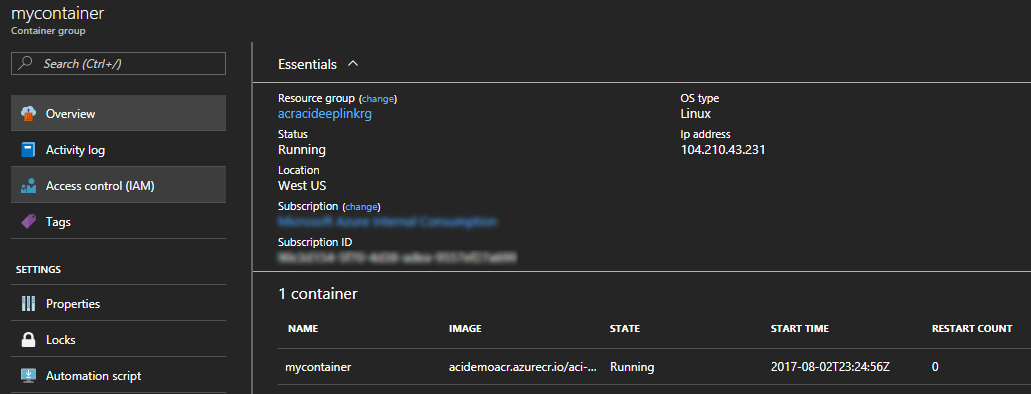 mycontainer
Container group
Search (Ctrl+/)
Overview
Activity log
Access control (IAM)
Tags
SETTINGS
Properties
Locks
Automation script
Essentials
Resource group (change)
acracideeplinkrg
Status
Running
Location
West US
Subscription (change)
Subscription ID
OS type
Linux
Ip address
104.210.43.231
1 container
NAME IMAGE STATE START TIME RESTART COUNT
mycontainer acidemoacr.azurecr.io/aci-... Running 2017-08-02T23:24:56Z 0